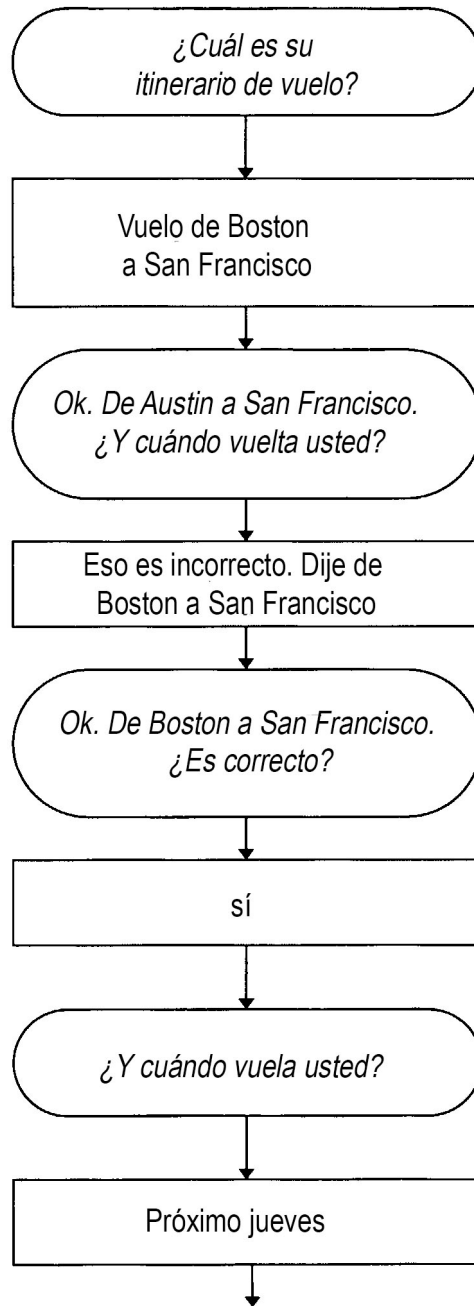 ¿Cuál es su
itinerario de vuelo?
Vuelo de Boston
a San Francisco
Ok. De Austin a San Francisco.
¿Y cuándo vuelta usted?
Eso es incorrecto. Dije de
Boston a San Francisco
Ok. De Boston a San Francisco.
¿Es correcto?
sí
¿Y cuándo vuela usted?
Próximo jueves